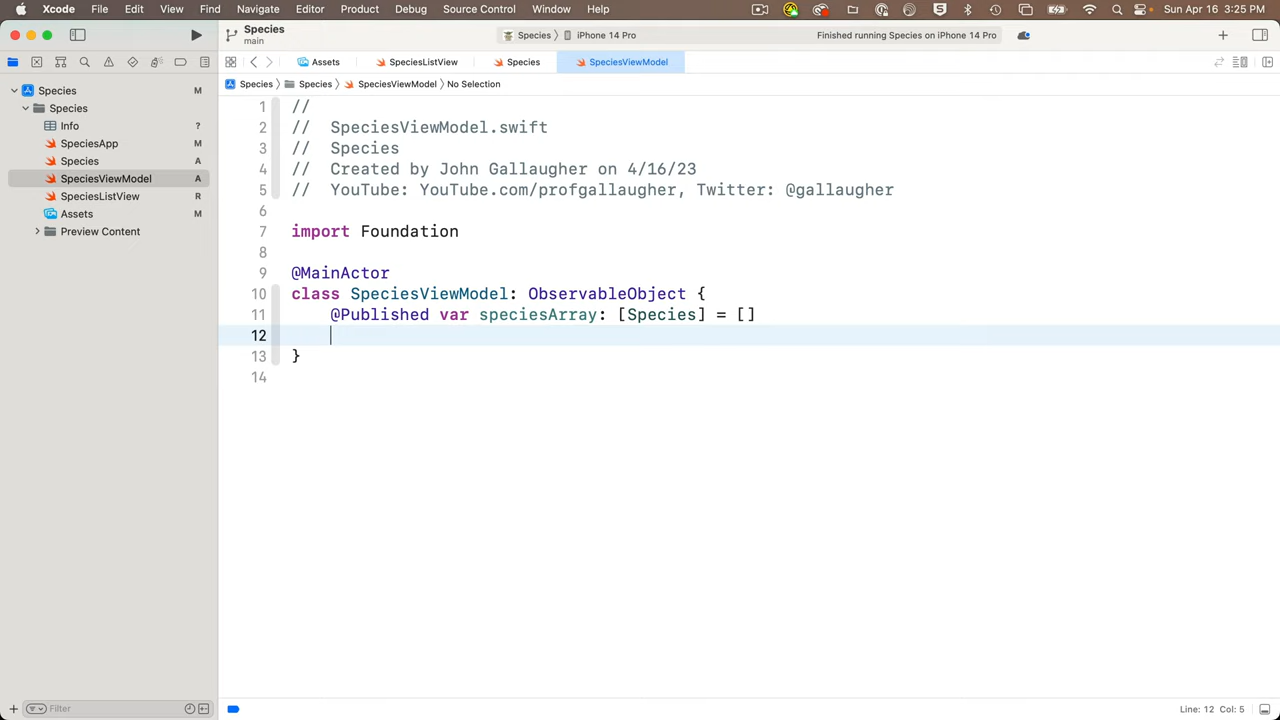 Xcode File Edit View Find Navigate Editor Product Debug Source Control Window Help Sun Apr 16 3:25 PM
Species
main
Species iPhone 14 Pro
Finished running Species on iPhone 14 Pro
Assets SpeciesListView Species SpeciesViewModel
Species Species SpeciesViewModel No Selection
Species M
Species
Info ?
SpeciesApp M
Species A
SpeciesViewModel A
SpeciesListView R
Assets M
Preview Content
1 //
2 // SpeciesViewModel.swift
3 // Species
4 // Created by John Gallaugher on 4/16/23
5 // YouTube: YouTube.com/profgallaugher, Twitter: @gallaugher
6
7 import Foundation
8
9 @MainActor
10 class SpeciesViewModel: ObservableObject {
11 @Published var speciesArray: [Species] = []
12
13 }
14
Filter
Line: 12 Col: 5